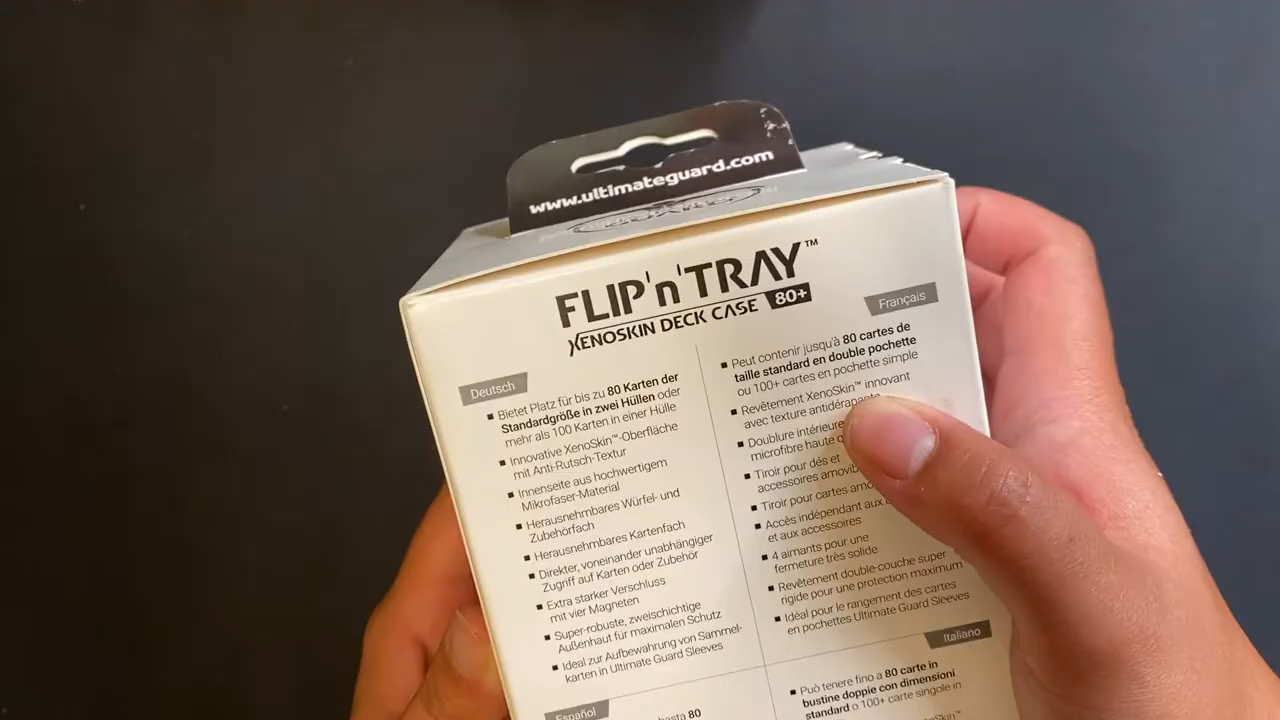 www.ultimateguard.com
FLIP'n'TRAY™
XENOSKIN DECK CASE 80+
Deutsch
▪ Bietet Platz für bis zu 80 Karten der
Standardgröße in zwei Hüllen oder
mehr als 100 Karten in einer Hülle
▪ Innovative XenoSkin™-Oberfläche
mit Anti-Rutsch-Textur
▪ Innenseite aus hochwertigem
Mikrofaser-Material
▪ Herausnehmbares Würfel- und
Zubehörfach
▪ Herausnehmbares Kartenfach
▪ Direkter, voneinander unabhängiger
Zugriff auf Karten oder Zubehör
▪ Extra starker Verschluss
mit vier Magneten
▪ Super-robuste, zweischichtige
Außenhaut für maximalen Schutz
▪ Ideal zur Aufbewahrung von Sammel-
karten in Ultimate Guard Sleeves
Français
▪ Peut contenir jusqu'à 80 cartes de
taille standard en double pochette
ou 100+ cartes en pochette simple
▪ Revêtement XenoSkin™ innovant
avec texture antidérapante
▪ Doublure intérieure
microfibre haute
▪ Tiroir pour dés et
accessoires
▪ Tiroir pour cartes
▪ Accès indépendant aux
et aux accessoires
▪ 4 aimants pour une
fermeture très solide
▪ Revêtement double-couche super
rigide pour une protection maximum
▪ Idéal pour le rangement des cartes
en pochettes Ultimate Guard Sleeves
Español
80
Italiano
▪ Può tenere fino a 80 carte in
bustine doppie con dimensioni
standard o 100+ carte singole in